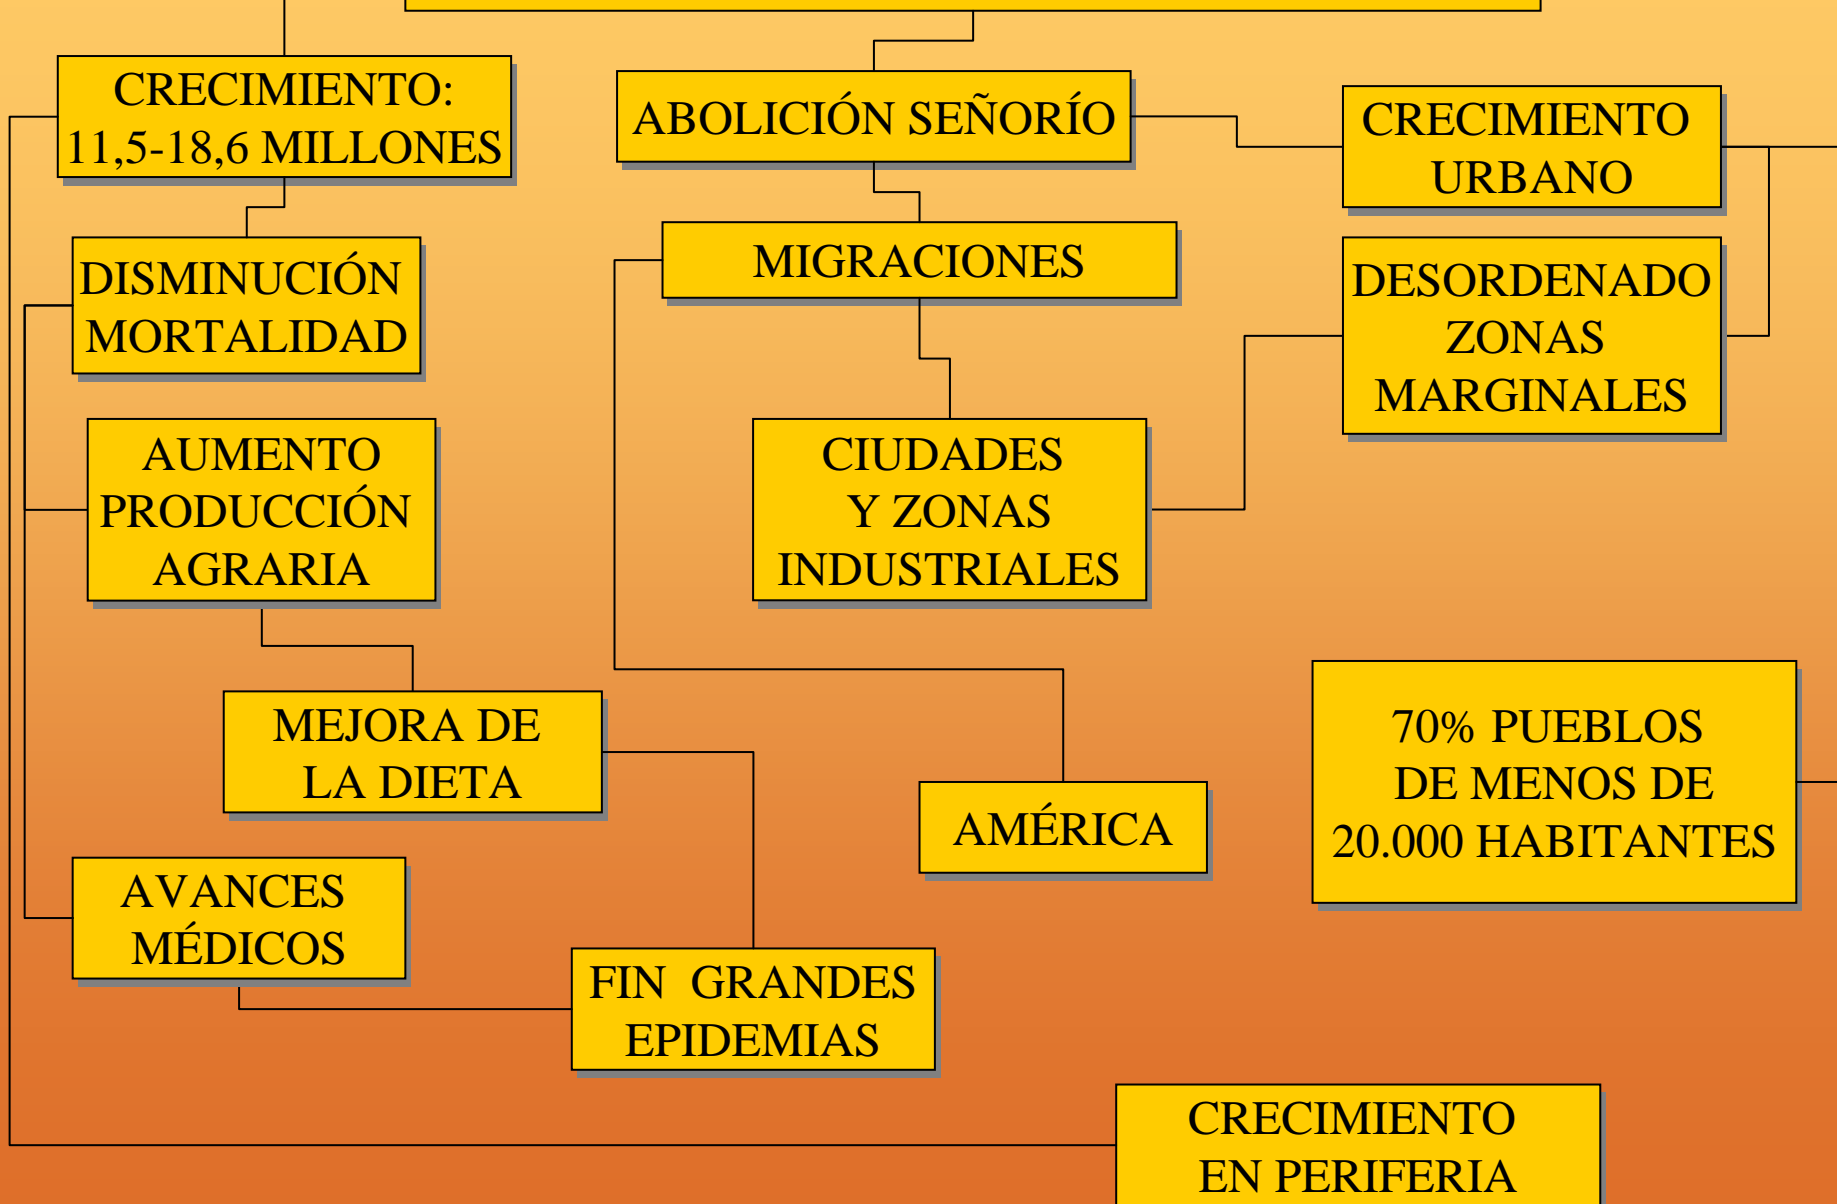 CRECIMIENTO:
11,5-18,6 MILLONES
ABOLICIÓN SEÑORÍO
CRECIMIENTO
URBANO
MIGRACIONES
DISMINUCIÓN
MORTALIDAD
DESORDENADO
ZONAS
MARGINALES
AUMENTO
PRODUCCIÓN
AGRARIA
CIUDADES
Y ZONAS
INDUSTRIALES
MEJORA DE
LA DIETA
70% PUEBLOS
DE MENOS DE
20.000 HABITANTES
AMÉRICA
AVANCES
MÉDICOS
FIN GRANDES
EPIDEMIAS
CRECIMIENTO
EN PERIFERIA